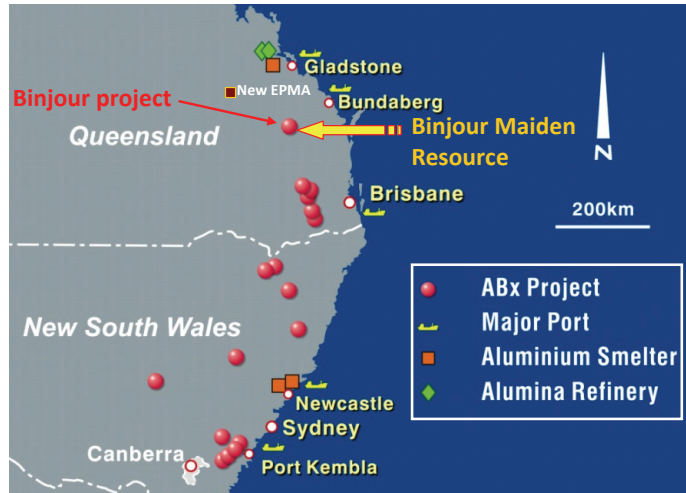 Gladstone
New EPMA
Binjour project
Bundaberg
Queensland
Binjour Maiden
Resource
N
Brisbane
200km
New South Wales
ABx Project
Major Port
Aluminium Smelter
Alumina Refinery
Newcastle
Sydney
Canberra
Port Kembla